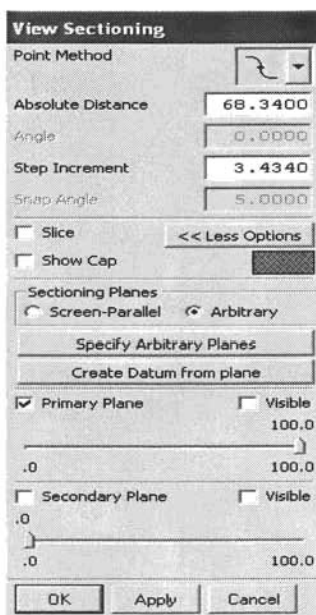 View Sectioning
Point Method
Absolute Distance 68.3400
Angle 0.0000
Step Increment 3.4340
Snap Angle 5.0000
Slice << Less Options
Show Cap
Sectioning Planes
Screen-Parallel Arbitrary
Specify Arbitrary Planes
Create Datum from plane
Primary Plane Visible
100.0
.0 100.0
Secondary Plane Visible
.0
.0 100.0
OK Apply Cancel